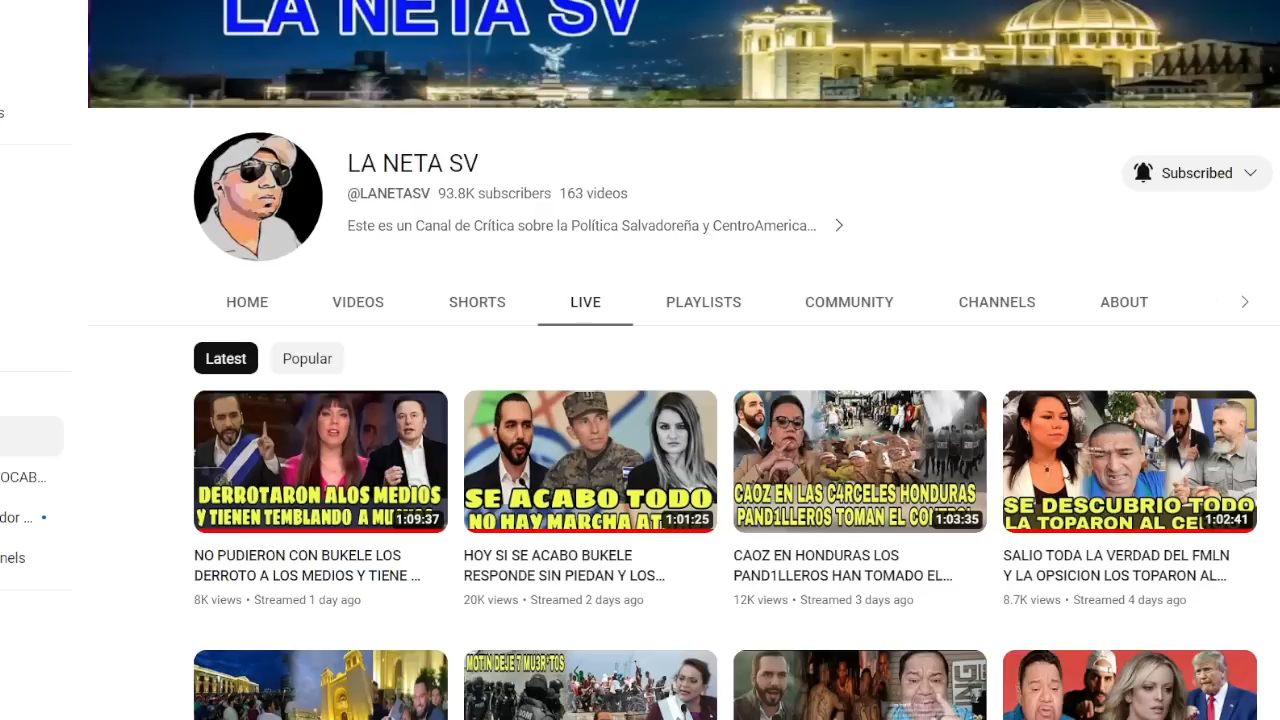 LA NETA SV
s
LA NETA SV
@LANETASV 93.8K subscribers 163 videos
Este es un Canal de Crítica sobre la Política Salvadoreña y CentroAmerica...
Subscribed
HOME VIDEOS SHORTS LIVE PLAYLISTS COMMUNITY CHANNELS ABOUT
Latest Popular
OCAB...
dor ...
nels
DERROTARON ALOS MEDIOS
Y TIENEN TEMBLANDO A
1:09:37
NO PUDIERON CON BUKELE LOS
DERROTO A LOS MEDIOS Y TIENE ...
8K views • Streamed 1 day ago
SE ACABO TODO
NO HAY MARCHA
1:01:25
HOY SI SE ACABO BUKELE
RESPONDE SIN PIEDAN Y LOS...
20K views • Streamed 2 days ago
CAOZ EN LAS C4RCELES HONDURAS
PAND1LLEROS TOMAN EL
1:03:35
CAOZ EN HONDURAS LOS
PAND1LLEROS HAN TOMADO EL...
12K views • Streamed 3 days ago
SE DESCUBRIO TODO
LA TOPARON AL
1:02:41
SALIO TODA LA VERDAD DEL FMLN
Y LA OPSICION LOS TOPARON AL...
8.7K views • Streamed 4 days ago
MOTIN DEJE 7 MU3R*TOS